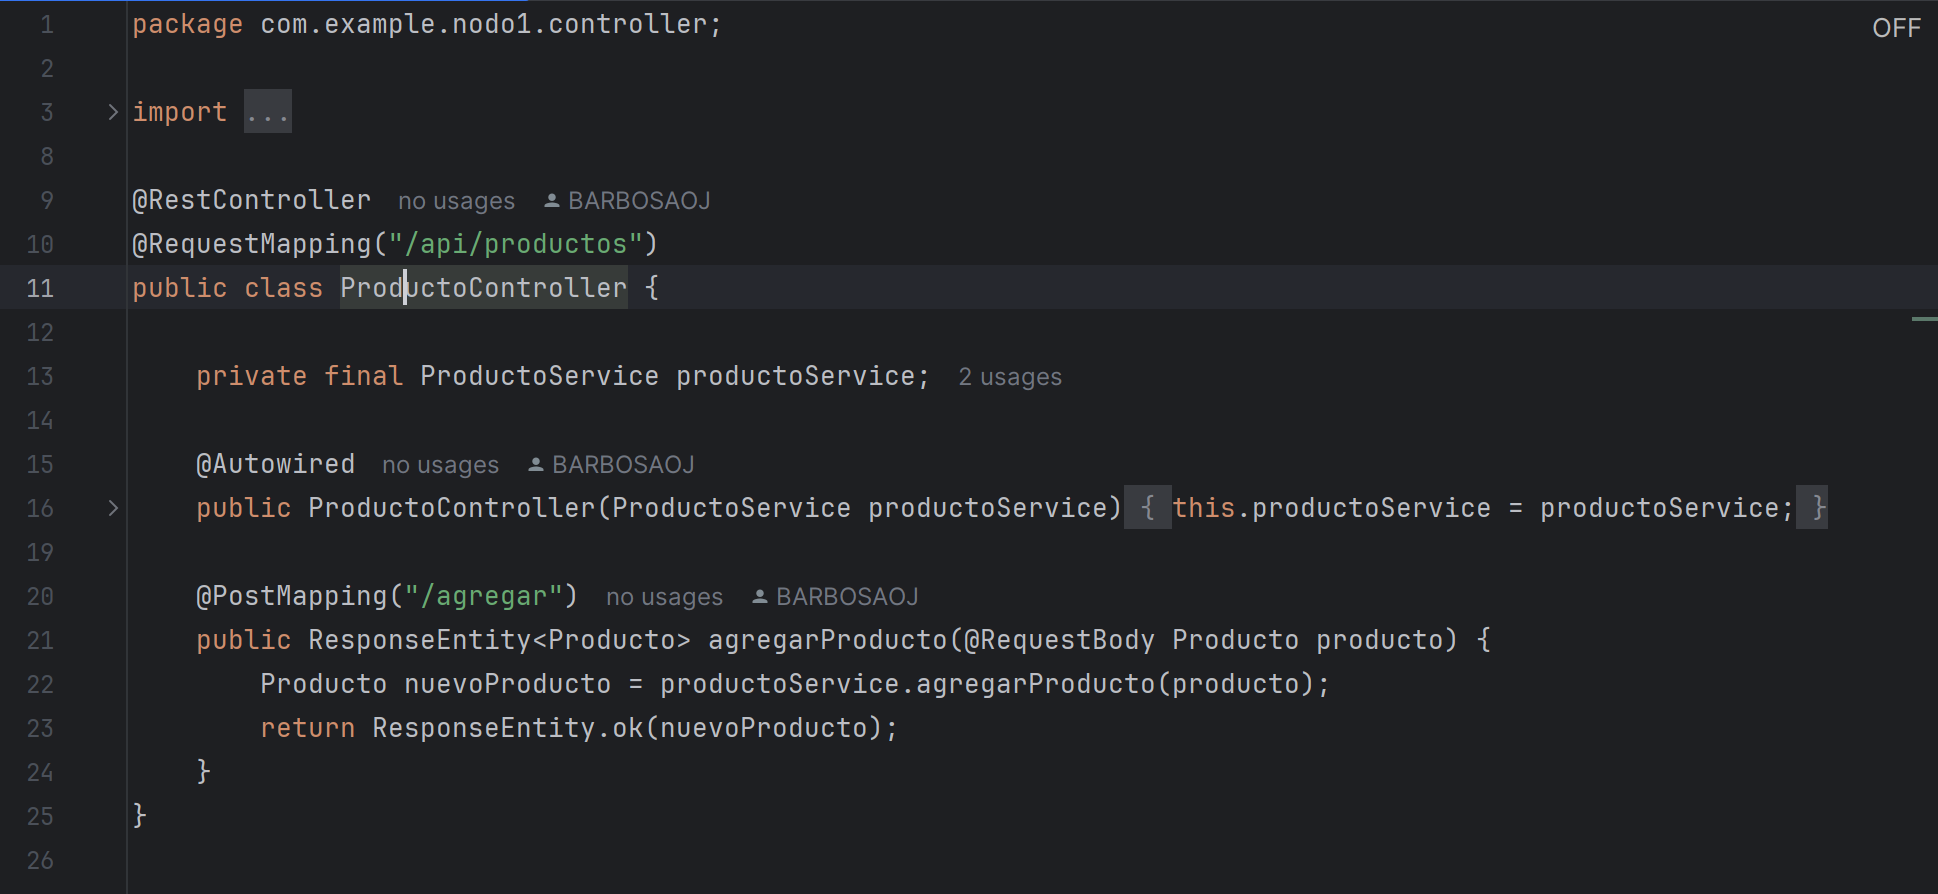 1 package com.example.nodo1.controller;
OFF
2
3 import ...
8
9 @RestController no usages BARBOSAOJ
10 @RequestMapping("/api/productos")
11 public class ProductoController {
12
13 private final ProductoService productoService; 2 usages
14
15 @Autowired no usages BARBOSAOJ
16 public ProductoController(ProductoService productoService) { this.productoService = productoService; }
19
20 @PostMapping("/agregar") no usages BARBOSAOJ
21 public ResponseEntity<Producto> agregarProducto(@RequestBody Producto producto) {
22 Producto nuevoProducto = productoService.agregarProducto(producto);
23 return ResponseEntity.ok(nuevoProducto);
24 }
25 }
26